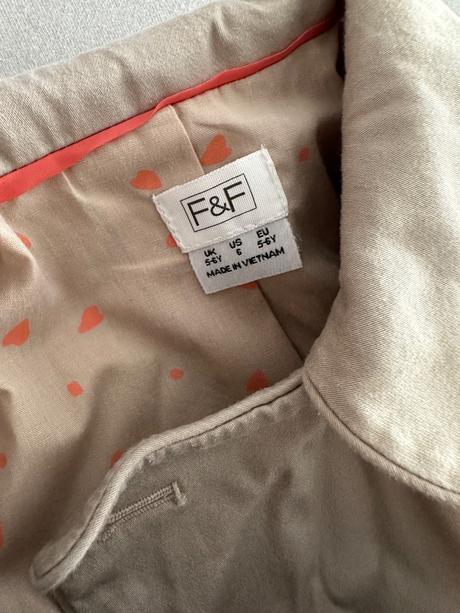 F&F
UK US EU
5-6Y 6 5-6Y
MADE IN VIETNAM